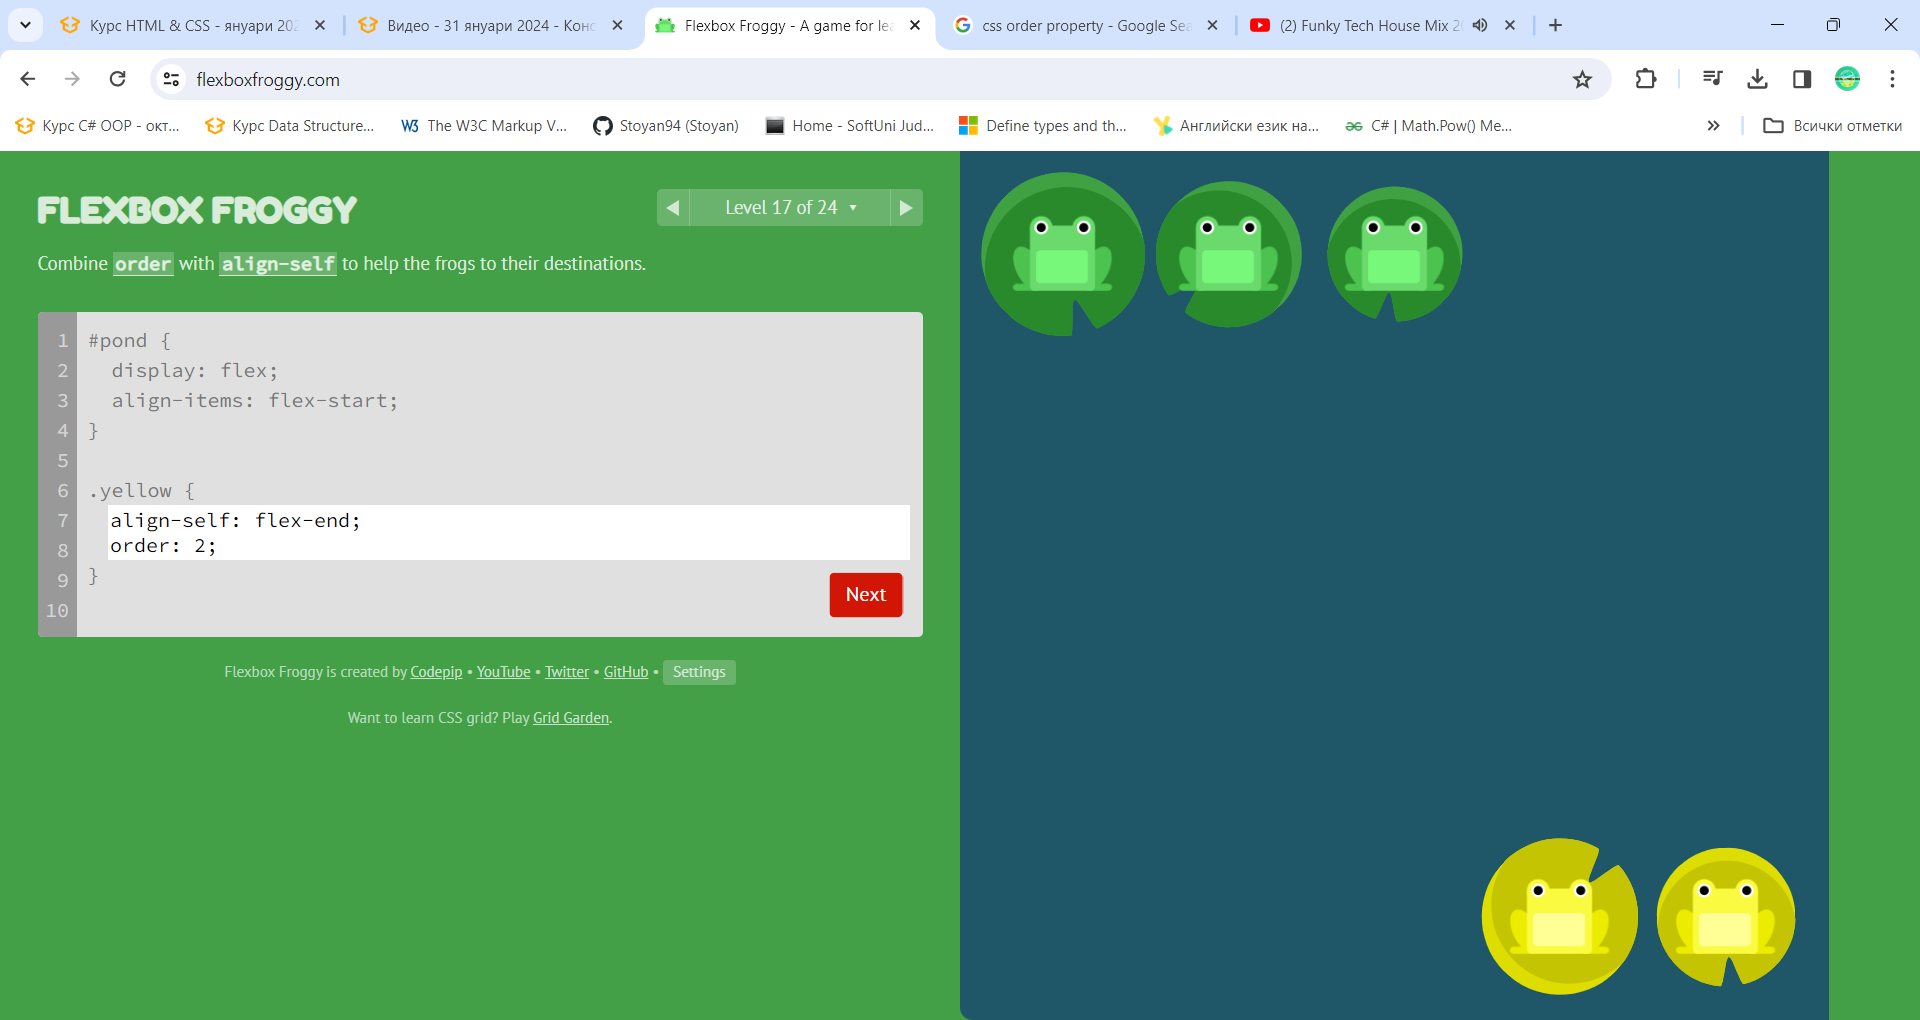 Курс HTML & CSS - януари 202
Видео - 31 януари 2024 - Конс
Flexbox Froggy - A game for lea
css order property - Google Sea
(2) Funky Tech House Mix 20
flexboxfroggy.com
Курс C# OOP - окт...
Курс Data Structure...
W3 The W3C Markup V...
Stoyan94 (Stoyan)
Home - SoftUni Jud...
Define types and th...
Английски език на...
C# | Math.Pow() Me...
Всички отметки
FLEXBOX FROGGY
◀ Level 17 of 24 ▾ ▶
Combine order with align-self to help the frogs to their destinations.
1 #pond {
2 display: flex;
3 align-items: flex-start;
4 }
5
6 .yellow {
7 align-self: flex-end;
8 order: 2;
9 }
10
Next
Flexbox Froggy is created by Codepip • YouTube • Twitter • GitHub • Settings
Want to learn CSS grid? Play Grid Garden.